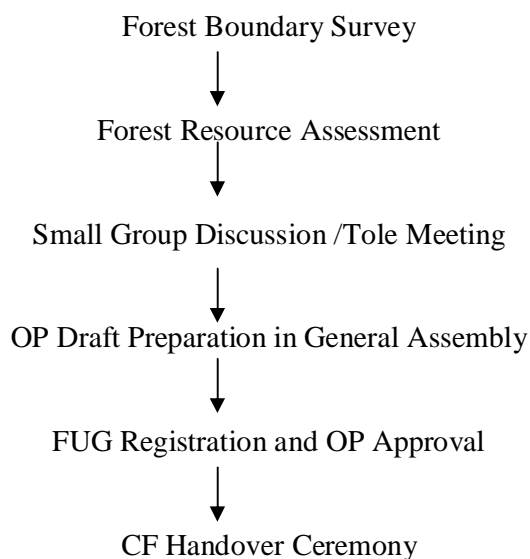 Forest Boundary Survey
Forest Resource Assessment
Small Group Discussion /Tole Meeting
OP Draft Preparation in General Assembly
FUG Registration and OP Approval
CF Handover Ceremony